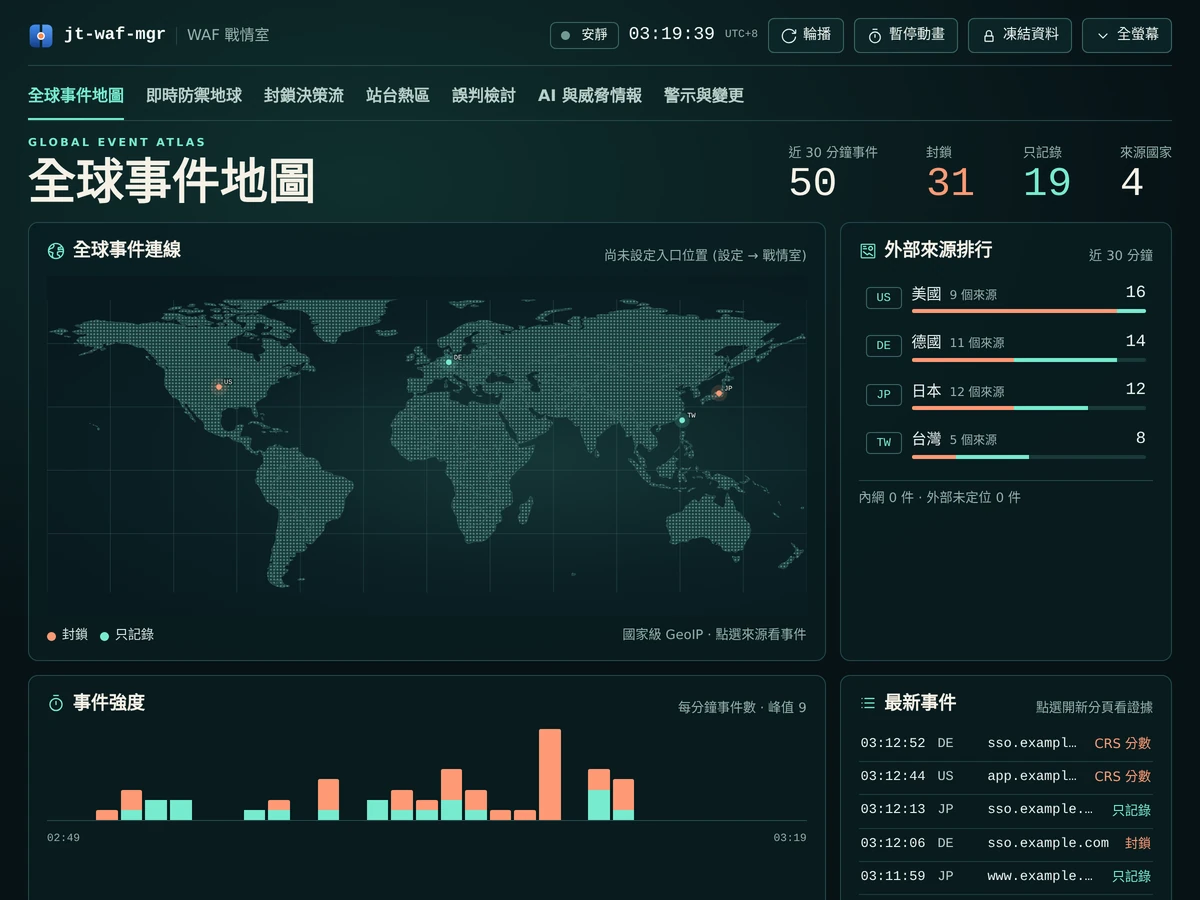 jt-waf-mgr WAF 戰情室
安靜 03:19:39 UTC+8 輪播 暫停動畫 凍結資料 全螢幕
全球事件地圖 即時防禦地球 封鎖決策流 站台熱區 誤判檢討 AI 與威脅情報 警示與變更
GLOBAL EVENT ATLAS
全球事件地圖
近 30 分鐘事件 封鎖 只記錄 來源國家
50 31 19 4
全球事件連線
尚未設定入口位置 (設定 → 戰情室)
US
DE
JP
TW
封鎖 只記錄
國家級 GeoIP · 點選來源看事件
外部來源排行 近 30 分鐘
US 美國 9 個來源 16
DE 德國 11 個來源 14
JP 日本 12 個來源 12
TW 台灣 5 個來源 8
內網 0 件 · 外部未定位 0 件
事件強度
每分鐘事件數 · 峰值 9
02:49 03:19
最新事件 點選開新分頁看證據
03:12:52 DE sso.exampl… CRS 分數
03:12:44 US app.exampl… CRS 分數
03:12:13 JP sso.example.… 只記錄
03:12:06 DE sso.example.com 封鎖
03:11:59 JP www.example.… 只記錄